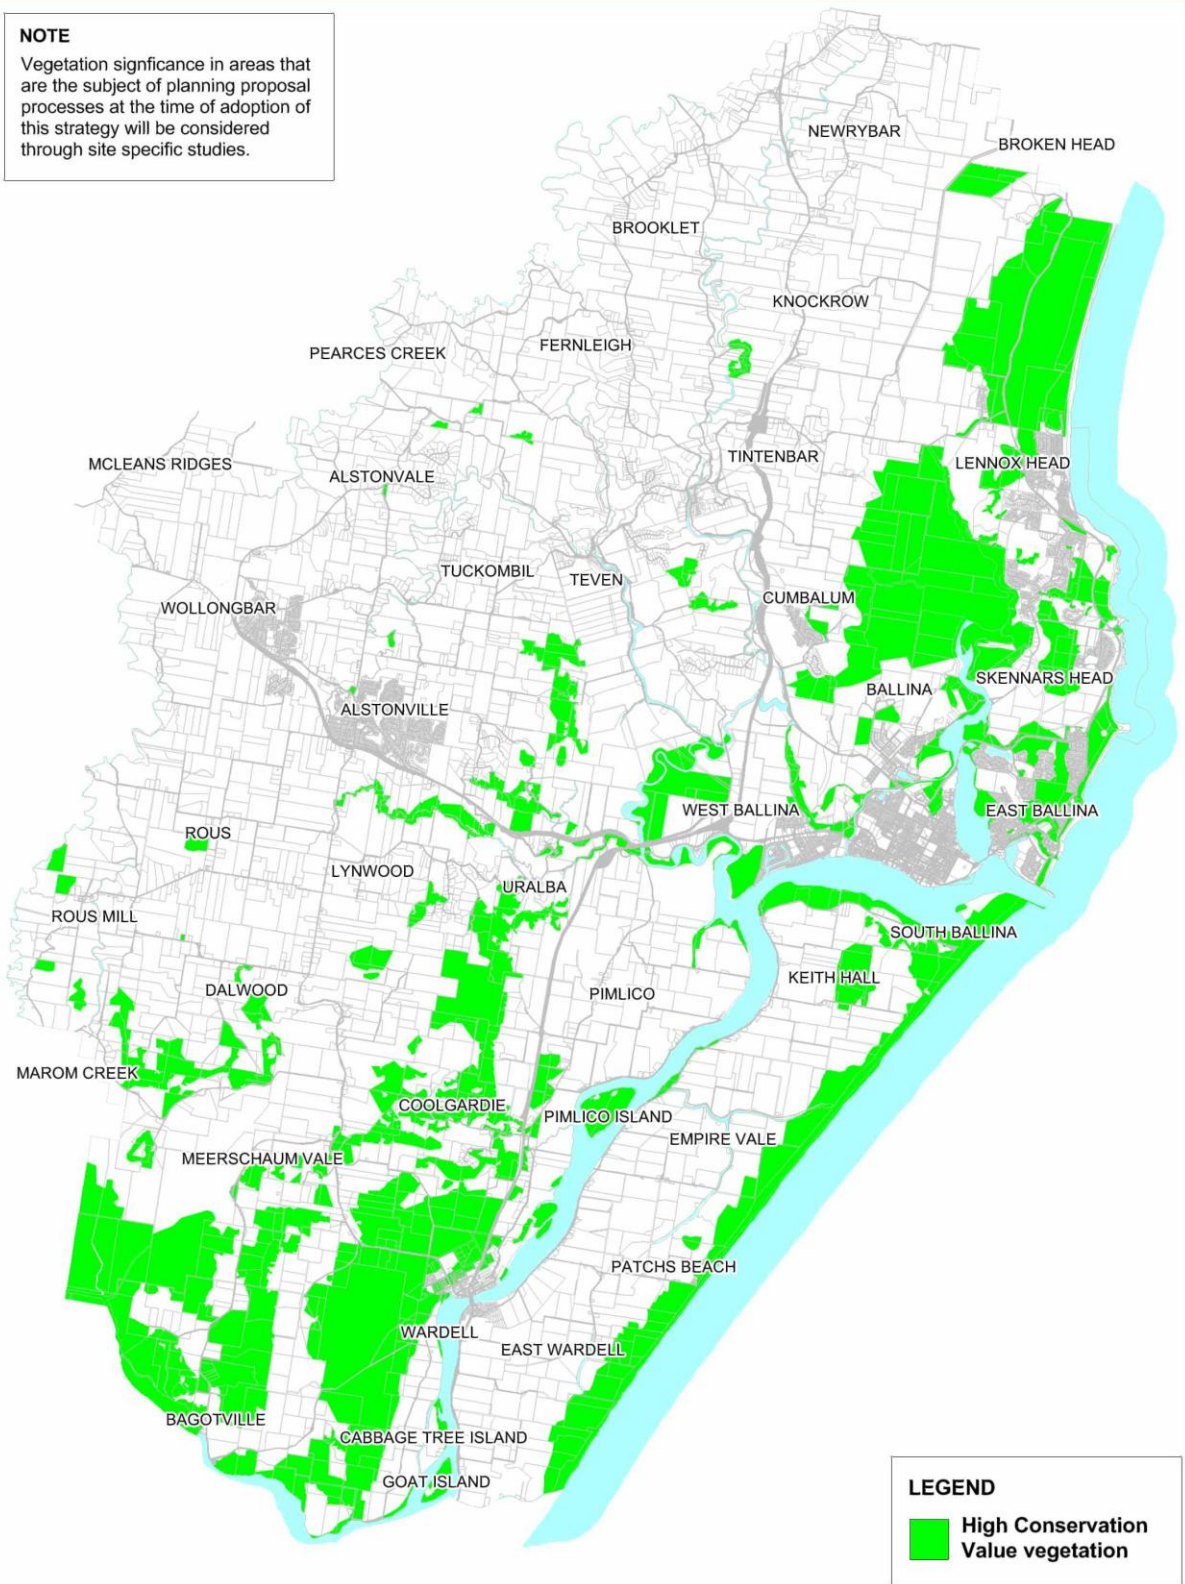 NOTE
Vegetation signficance in areas that
are the subject of planning proposal
processes at the time of adoption of
this strategy will be considered
through site specific studies.
NEWRYBAR
BROKEN HEAD
BROOKLET
KNOCKROW
FERNLEIGH
PEARCES CREEK
TINTENBAR
LENNOX HEAD
MCLEANS RIDGES
ALSTONVALE
TUCKOMBIL
TEVEN
CUMBALUM
WOLLONGBAR
SKENNARS HEAD
BALLINA
ALSTONVILLE
WEST BALLINA
EAST BALLINA
ROUS
LYNWOOD
URALBA
ROUS MILL
SOUTH BALLINA
KEITH HALL
DALWOOD
PIMLICO
MAROM CREEK
COOLGARDIE
PIMLICO ISLAND
EMPIRE VALE
MEERSCHAUM VALE
PATCHS BEACH
WARDELL
EAST WARDELL
BAGOTVILLE
CABBAGE TREE ISLAND
GOAT ISLAND
LEGEND
High Conservation
Value vegetation